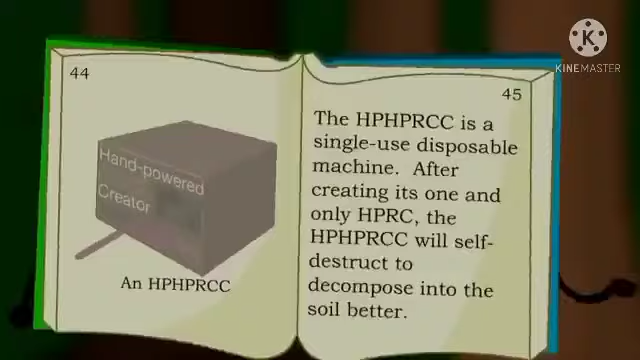 44
Hand-powered
Creator
An HPHPRCC
45
The HPHPRCC is a
single-use disposable
machine. After
creating its one and
only HPRC, the
HPHPRCC will self-
destruct to
decompose into the
soil better.
KINEMASTER